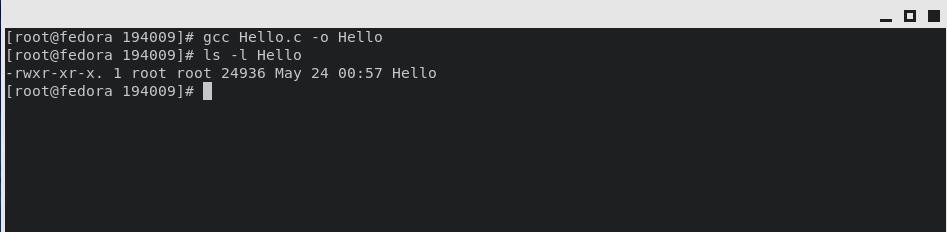 [root@fedora 194009]# gcc Hello.c -o Hello
[root@fedora 194009]# ls -l Hello
-rwxr-xr-x. 1 root root 24936 May 24 00:57 Hello
[root@fedora 194009]#